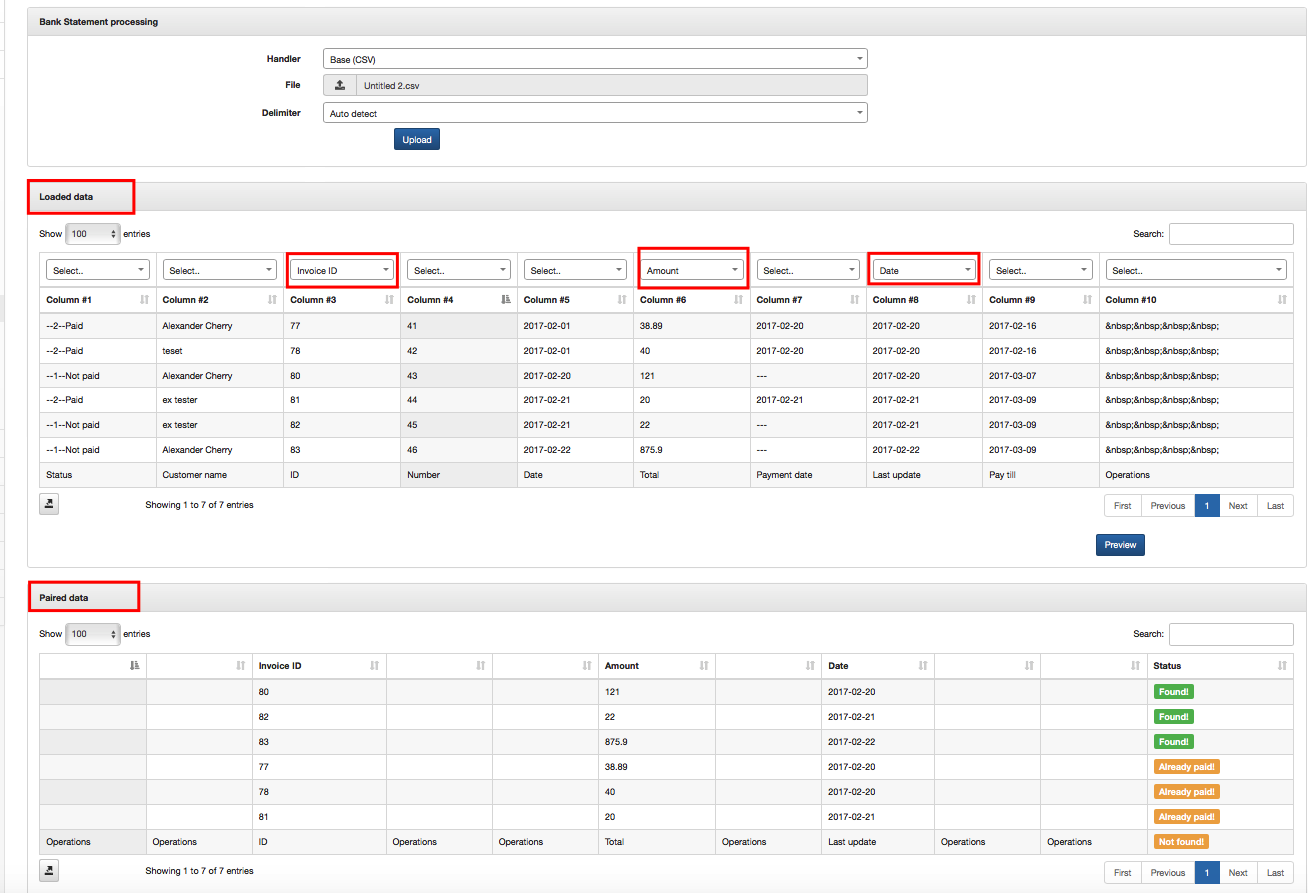 Bank Statement processing
Handler Base (CSV)
File Untitled 2.csv
Delimiter Auto detect
Upload
Loaded data
Show 100 entries Search:
Select.. Select.. Invoice ID Select.. Select.. Amount Select.. Date Select.. Select..
Column #1 Column #2 Column #3 Column #4 Column #5 Column #6 Column #7 Column #8 Column #9 Column #10
--2--Paid Alexander Cherry 77 41 2017-02-01 38.89 2017-02-20 2017-02-20 2017-02-16 &nbsp;&nbsp;&nbsp;&nbsp;
--2--Paid teset 78 42 2017-02-01 40 2017-02-20 2017-02-20 2017-02-16 &nbsp;&nbsp;&nbsp;&nbsp;
--1--Not paid Alexander Cherry 80 43 2017-02-20 121 --- 2017-02-20 2017-03-07 &nbsp;&nbsp;&nbsp;&nbsp;
--2--Paid ex tester 81 44 2017-02-21 20 2017-02-21 2017-02-21 2017-03-09 &nbsp;&nbsp;&nbsp;&nbsp;
--1--Not paid ex tester 82 45 2017-02-21 22 --- 2017-02-21 2017-03-09 &nbsp;&nbsp;&nbsp;&nbsp;
--1--Not paid Alexander Cherry 83 46 2017-02-22 875.9 --- 2017-02-22 2017-03-09 &nbsp;&nbsp;&nbsp;&nbsp;
Status Customer name ID Number Date Total Payment date Last update Pay till Operations
Showing 1 to 7 of 7 entries First Previous 1 Next Last
Preview
Paired data
Show 100 entries Search:
Invoice ID Amount Date Status
80 121 2017-02-20 Found!
82 22 2017-02-21 Found!
83 875.9 2017-02-22 Found!
77 38.89 2017-02-20 Already paid!
78 40 2017-02-20 Already paid!
81 20 2017-02-21 Already paid!
Operations Operations ID Operations Operations Total Operations Last update Operations Operations Not found!
Showing 1 to 7 of 7 entries First Previous 1 Next Last